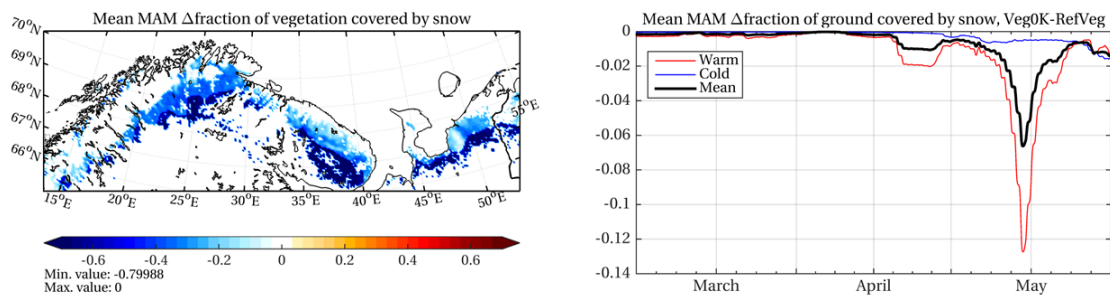 Mean MAM Δfraction of vegetation covered by snow
70°N
69°N
68°N
67°N
66°N
55°E
15°E
20°E
25°E
30°E
35°E
40°E
45°E
50°E
-0.6
-0.4
-0.2
0
0.2
0.4
0.6
Min. value: -0.79988
Max. value: 0
Mean MAM Δfraction of ground covered by snow, Veg0K-RefVeg
0
-0.02
-0.04
-0.06
-0.08
-0.1
-0.12
-0.14
Warm
Cold
Mean
March
April
May